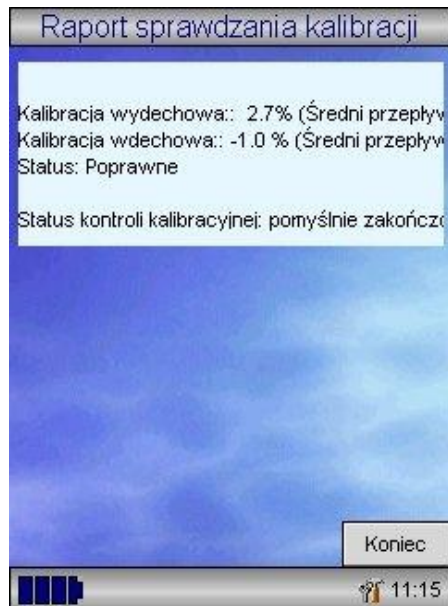 Raport sprawdzania kalibracji
Kalibracja wydechowa:: 2.7% (Średni przepływ
Kalibracja wdechowa:: -1.0 % (Średni przepływ
Status: Poprawne
Status kontroli kalibracyjnej: pomyślnie zakończo
Koniec
11:15